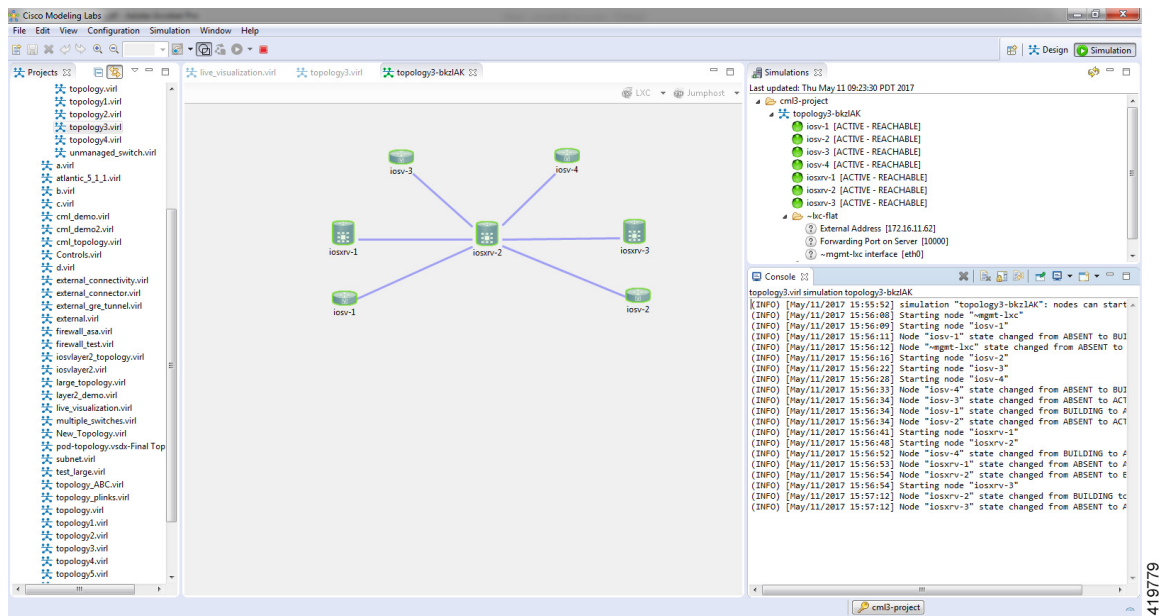 Cisco Modeling Labs
File Edit View Configuration Simulation Window Help
Design Simulation
Projects
topology.virl
topology1.virl
topology2.virl
topology3.virl
topology4.virl
unmanaged_switch.virl
a.virl
atlantic_5_1_1.virl
b.virl
c.virl
cml_demo.virl
cml_demo2.virl
cml_topology.virl
Controls.virl
d.virl
external_connectivity.virl
external_connector.virl
external_gre_tunnel.virl
external.virl
firewall_asa.virl
firewall_test.virl
iosvlayer2_topology.virl
iosvlayer2.virl
large_topology.virl
layer2_demo.virl
live_visualization.virl
multiple_switches.virl
New_Topology.virl
pod-topology.vsdx-Final Top
subnet.virl
test_large.virl
topology_ABC.virl
topology_plinks.virl
topology.virl
topology1.virl
topology2.virl
topology3.virl
topology4.virl
topology5.virl
live_visualization.virl topology3.virl topology3-bkzlAK
LXC Jumphost
iosv-3
iosv-4
iosxrv-1
iosxrv-2
iosxrv-3
iosv-1
iosv-2
Simulations
Last updated: Thu May 11 09:23:30 PDT 2017
cml3-project
topology3-bkzlAK
iosv-1 [ACTIVE - REACHABLE]
iosv-2 [ACTIVE - REACHABLE]
iosv-3 [ACTIVE - REACHABLE]
iosv-4 [ACTIVE - REACHABLE]
iosxrv-1 [ACTIVE - REACHABLE]
iosxrv-2 [ACTIVE - REACHABLE]
iosxrv-3 [ACTIVE - REACHABLE]
~lxc-flat
External Address [172.16.11.62]
Forwarding Port on Server [10000]
~mgmt-lxc interface [eth0]
Console
topology3.virl simulation topology3-bkzlAK
(INFO) [May/11/2017 15:55:52] simulation "topology3-bkzlAK": nodes can start
(INFO) [May/11/2017 15:56:08] Starting node "~mgmt-lxc"
(INFO) [May/11/2017 15:56:09] Starting node "iosv-1"
(INFO) [May/11/2017 15:56:11] Node "iosv-1" state changed from ABSENT to BUI
(INFO) [May/11/2017 15:56:12] Node "~mgmt-lxc" state changed from ABSENT to
(INFO) [May/11/2017 15:56:16] Starting node "iosv-2"
(INFO) [May/11/2017 15:56:22] Starting node "iosv-3"
(INFO) [May/11/2017 15:56:28] Starting node "iosv-4"
(INFO) [May/11/2017 15:56:33] Node "iosv-4" state changed from ABSENT to BUI
(INFO) [May/11/2017 15:56:34] Node "iosv-3" state changed from ABSENT to ACT
(INFO) [May/11/2017 15:56:34] Node "iosv-1" state changed from BUILDING to A
(INFO) [May/11/2017 15:56:34] Node "iosv-2" state changed from ABSENT to ACT
(INFO) [May/11/2017 15:56:41] Starting node "iosxrv-1"
(INFO) [May/11/2017 15:56:48] Starting node "iosxrv-2"
(INFO) [May/11/2017 15:56:52] Node "iosv-4" state changed from BUILDING to A
(INFO) [May/11/2017 15:56:53] Node "iosxrv-1" state changed from ABSENT to A
(INFO) [May/11/2017 15:56:54] Node "iosxrv-2" state changed from ABSENT to B
(INFO) [May/11/2017 15:56:54] Starting node "iosxrv-3"
(INFO) [May/11/2017 15:57:12] Node "iosxrv-2" state changed from BUILDING to
(INFO) [May/11/2017 15:57:12] Node "iosxrv-3" state changed from ABSENT to A
cml3-project
419779